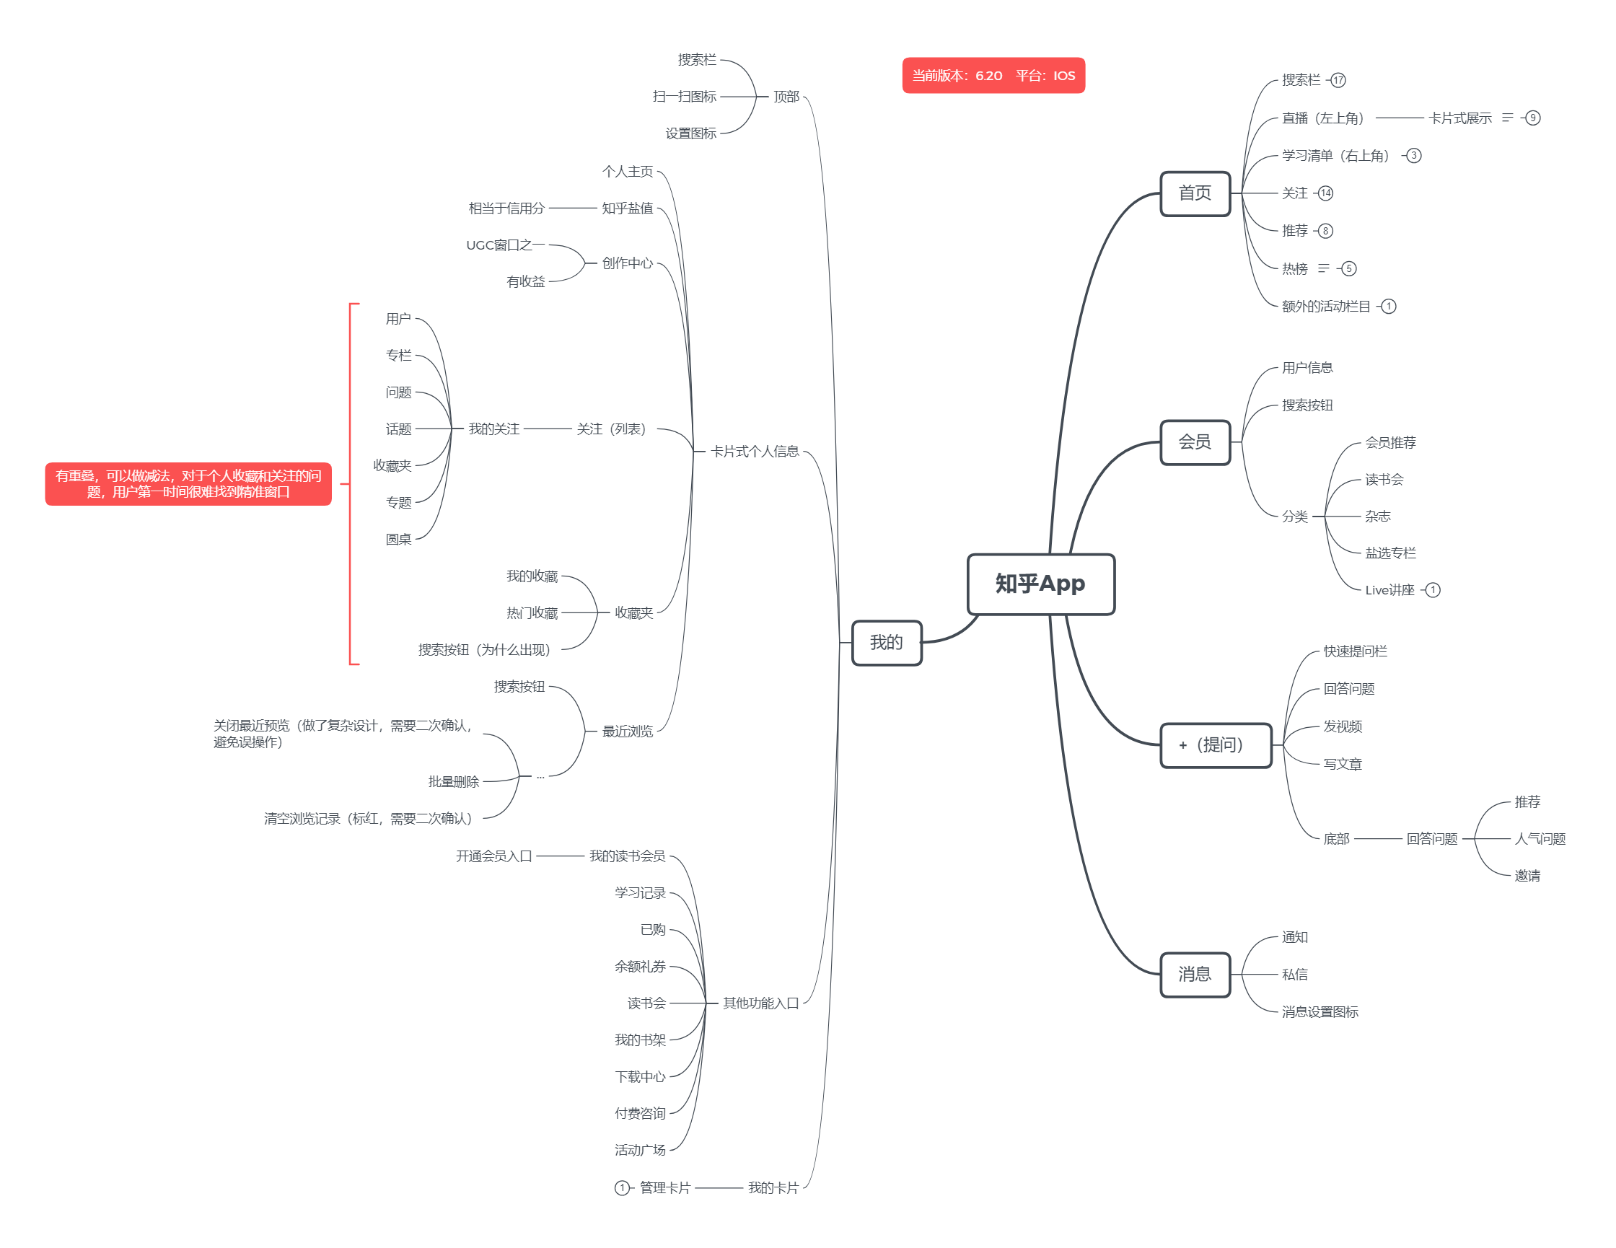 当前版本：6.20 平台：IOS
知乎App
首页
搜索栏 17
直播（左上角）
卡片式展示 9
学习清单（右上角） 3
关注 14
推荐 8
热榜 5
额外的活动栏目 1
会员
用户信息
搜索按钮
分类
会员推荐
读书会
杂志
盐选专栏
Live讲座 1
+（提问）
快速提问栏
回答问题
发视频
写文章
底部
回答问题
推荐
人气问题
邀请
消息
通知
私信
消息设置图标
我的
顶部
搜索栏
扫一扫图标
设置图标
卡片式个人信息
个人主页
知乎盐值
相当于信用分
创作中心
UGC窗口之一
有收益
关注（列表）
我的关注
用户
专栏
问题
话题
收藏夹
专题
圆桌
收藏夹
我的收藏
热门收藏
搜索按钮（为什么出现）
有重叠，可以做减法，对于个人收藏和关注的问
题，用户第一时间很难找到精准窗口
最近浏览
搜索按钮
...
关闭最近预览（做了复杂设计，需要二次确认，
避免误操作）
批量删除
清空浏览记录（标红，需要二次确认）
其他功能入口
我的读书会员
开通会员入口
学习记录
已购
余额礼券
读书会
我的书架
下载中心
付费咨询
活动广场
我的卡片
管理卡片
1